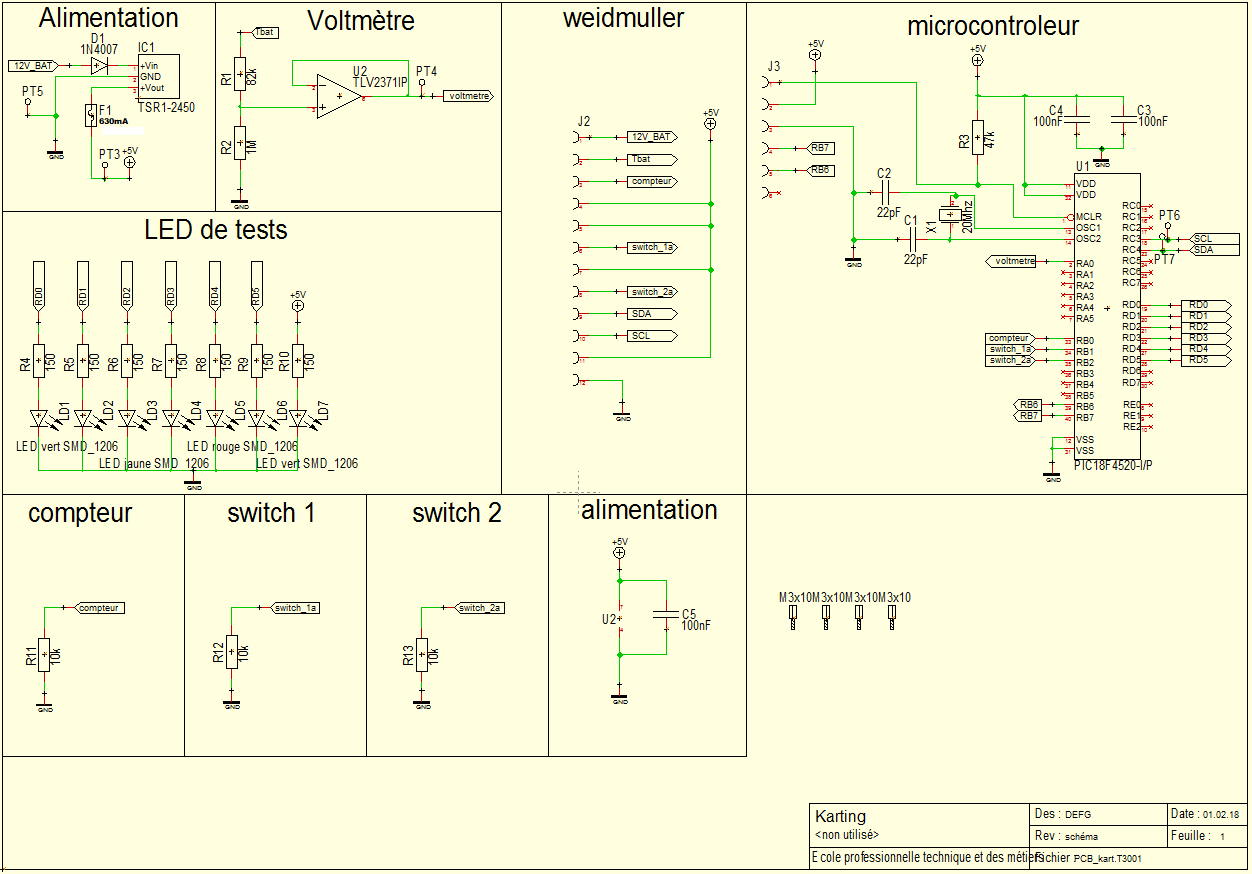 Alimentation
D1
1N4007
IC1
12V_BAT
+Vin
GND
+Vout
TSR1-2450
PT5
F1
630mA
GND
PT3
+5V
Voltmètre
Tbat
R1
82k
R2
1M
GND
U2
TLV2371IP
PT4
voltmetre
weidmuller
J2
+5V
12V_BAT
Tbat
compteur
switch_1a
switch_2a
SDA
SCL
GND
microcontroleur
J3
+5V
RB7
RB6
+5V
R3
47k
C4
100nF
C3
100nF
GND
C2
22pF
C1
22pF
X1
20Mhz
GND
U1
VDD
VDD
MCLR
OSC1
OSC2
voltmetre
RA0
RA1
RA2
RA3
RA4
RA5
compteur
switch_1a
switch_2a
RB0
RB1
RB2
RB3
RB4
RB5
RB6
RB7
RB6
RB7
VSS
VSS
GND
PIC18F4520-I/P
RC0
RC1
RC2
RC3
RC4
RC5
RC6
RC7
PT6
PT7
SCL
SDA
RD0
RD1
RD2
RD3
RD4
RD5
RD6
RD7
RD0
RD1
RD2
RD3
RD4
RD5
RE0
RE1
RE2
LED de tests
RD0
RD1
RD2
RD3
RD4
RD5
+5V
R4
150
R5
150
R6
150
R7
150
R8
150
R9
150
R10
150
LD1
LD2
LD3
LD4
LD5
LD6
LD7
LED vert SMD_1206
LED rouge SMD_1206
LED jaune SMD_1206
LED vert SMD_1206
GND
compteur
compteur
R11
10k
GND
switch 1
switch_1a
R12
10k
GND
switch 2
switch_2a
R13
10k
GND
alimentation
+5V
U2
C5
100nF
GND
M3x10
M3x10
M3x10
M3x10
Karting
<non utilisé>
Ecole professionnelle technique et des métiers
Des : DEFG
Date : 01.02.18
Rev : schéma
Feuille : 1
Fichier PCB_kart.T3001